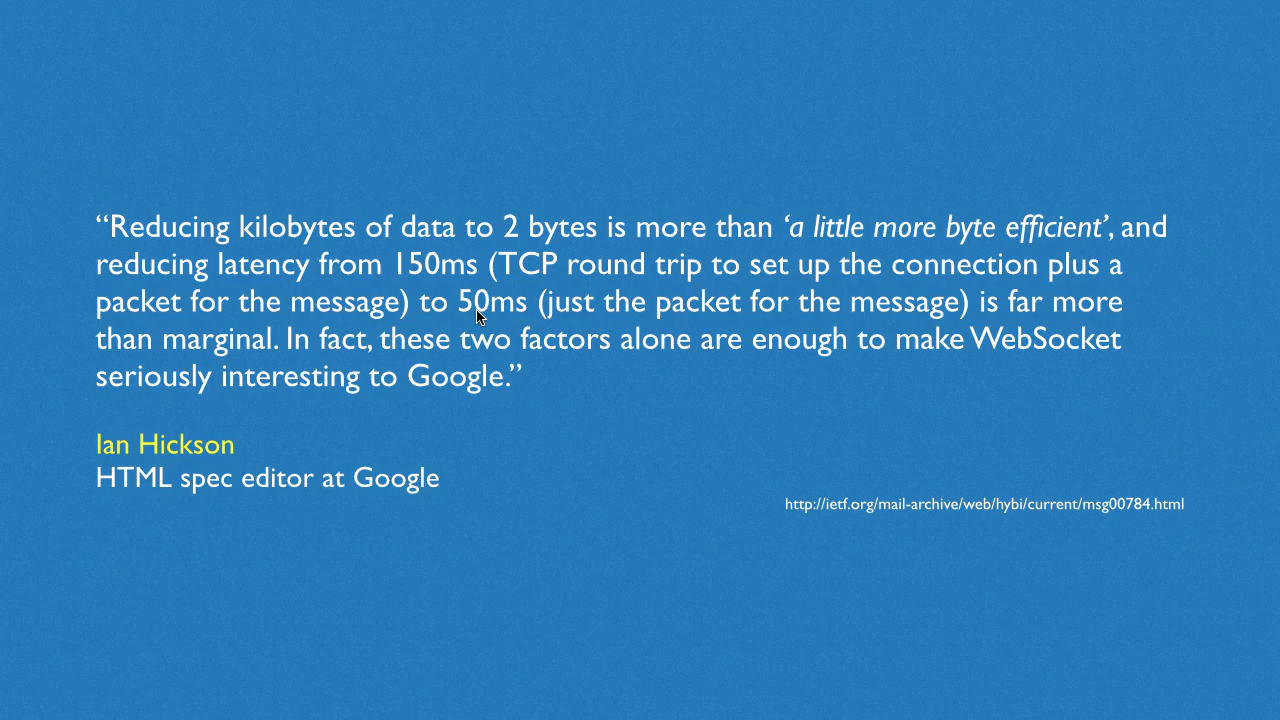 “Reducing kilobytes of data to 2 bytes is more than ‘a little more byte efficient’, and
reducing latency from 150ms (TCP round trip to set up the connection plus a
packet for the message) to 50ms (just the packet for the message) is far more
than marginal. In fact, these two factors alone are enough to make WebSocket
seriously interesting to Google.”
Ian Hickson
HTML spec editor at Google
http://ietf.org/mail-archive/web/hybi/current/msg00784.html